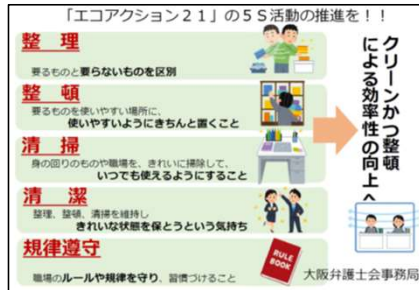 「エコアクション２１」の５Ｓ活動の推進を！！
整　理
要るものと要らないものを区別
整　頓
要るものを使いやすい場所に、
使いやすいようにきちんと置くこと
清　掃
身の回りのものや職場を、きれいに掃除して、
いつでも使えるようにすること
清　潔
整理、整頓、清掃を維持し
きれいな状態を保とうという気持ち
規律遵守
職場のルールや規律を守り、習慣づけること
RULE
BOOK
クリーンかつ整頓
による効率性の向上へ
大阪弁護士会事務局